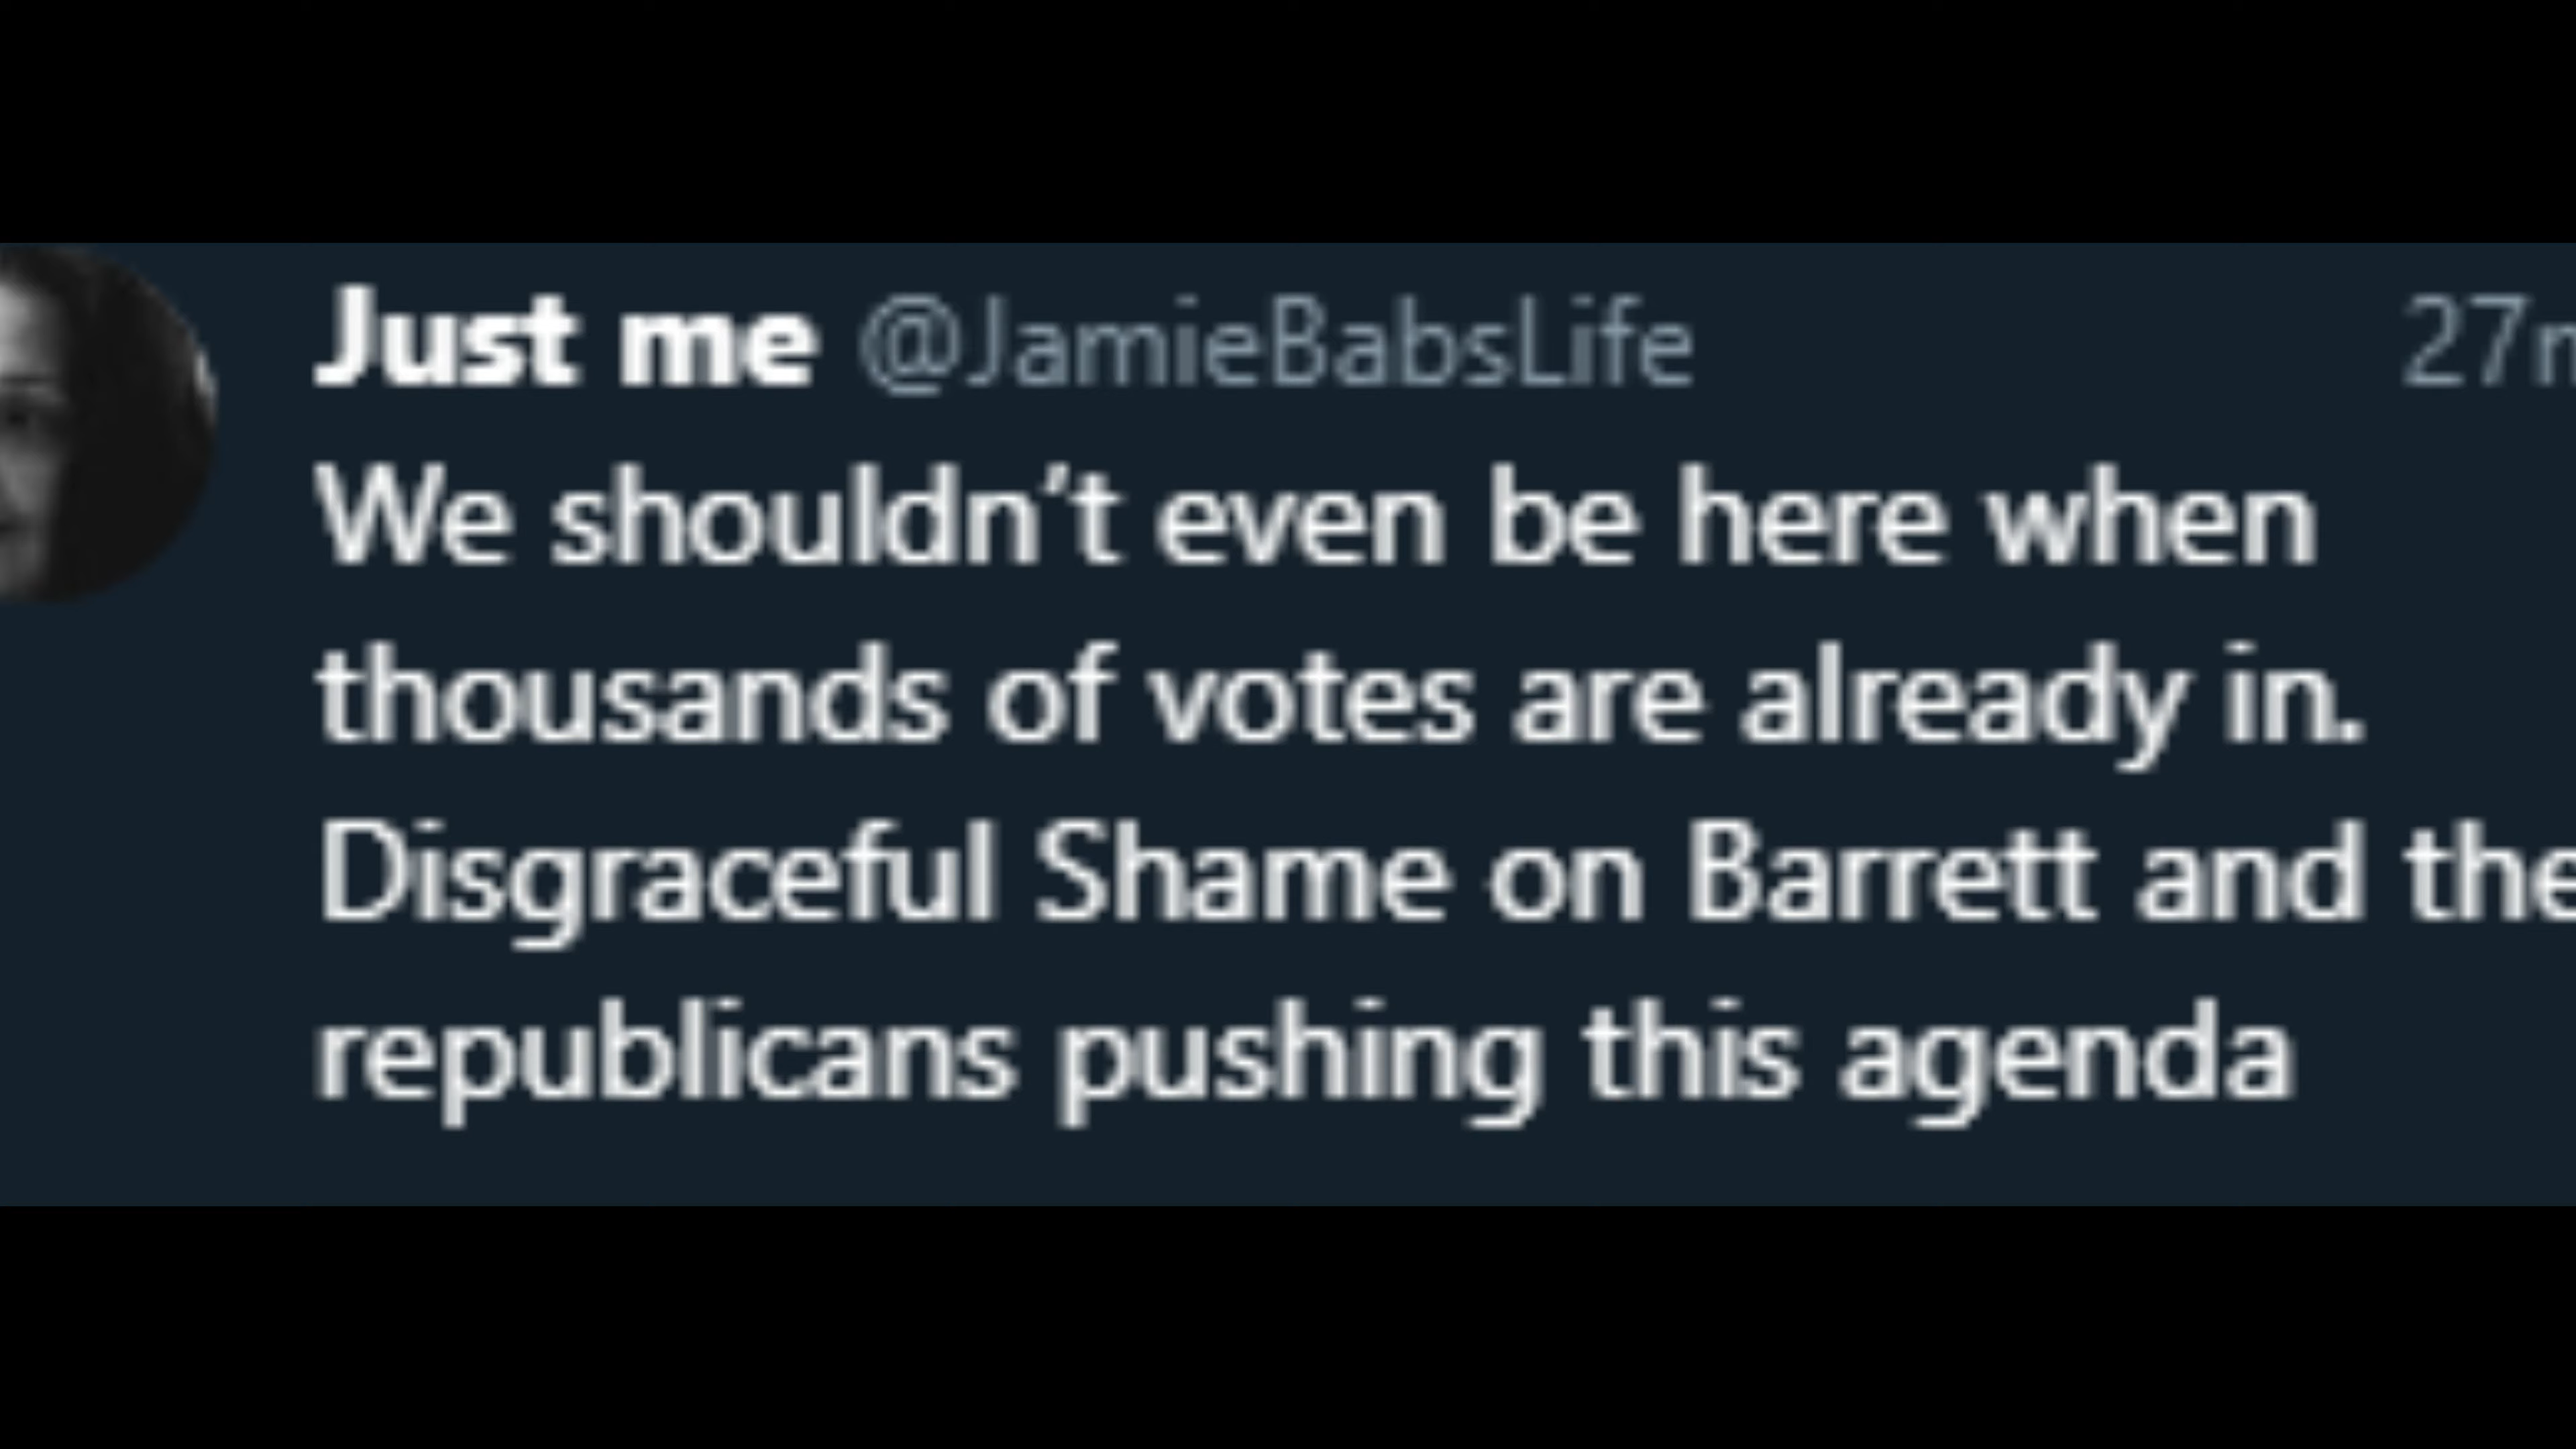 Just me @JamieBabsLife 27m
We shouldn't even be here when
thousands of votes are already in.
Disgraceful Shame on Barrett and the
republicans pushing this agenda